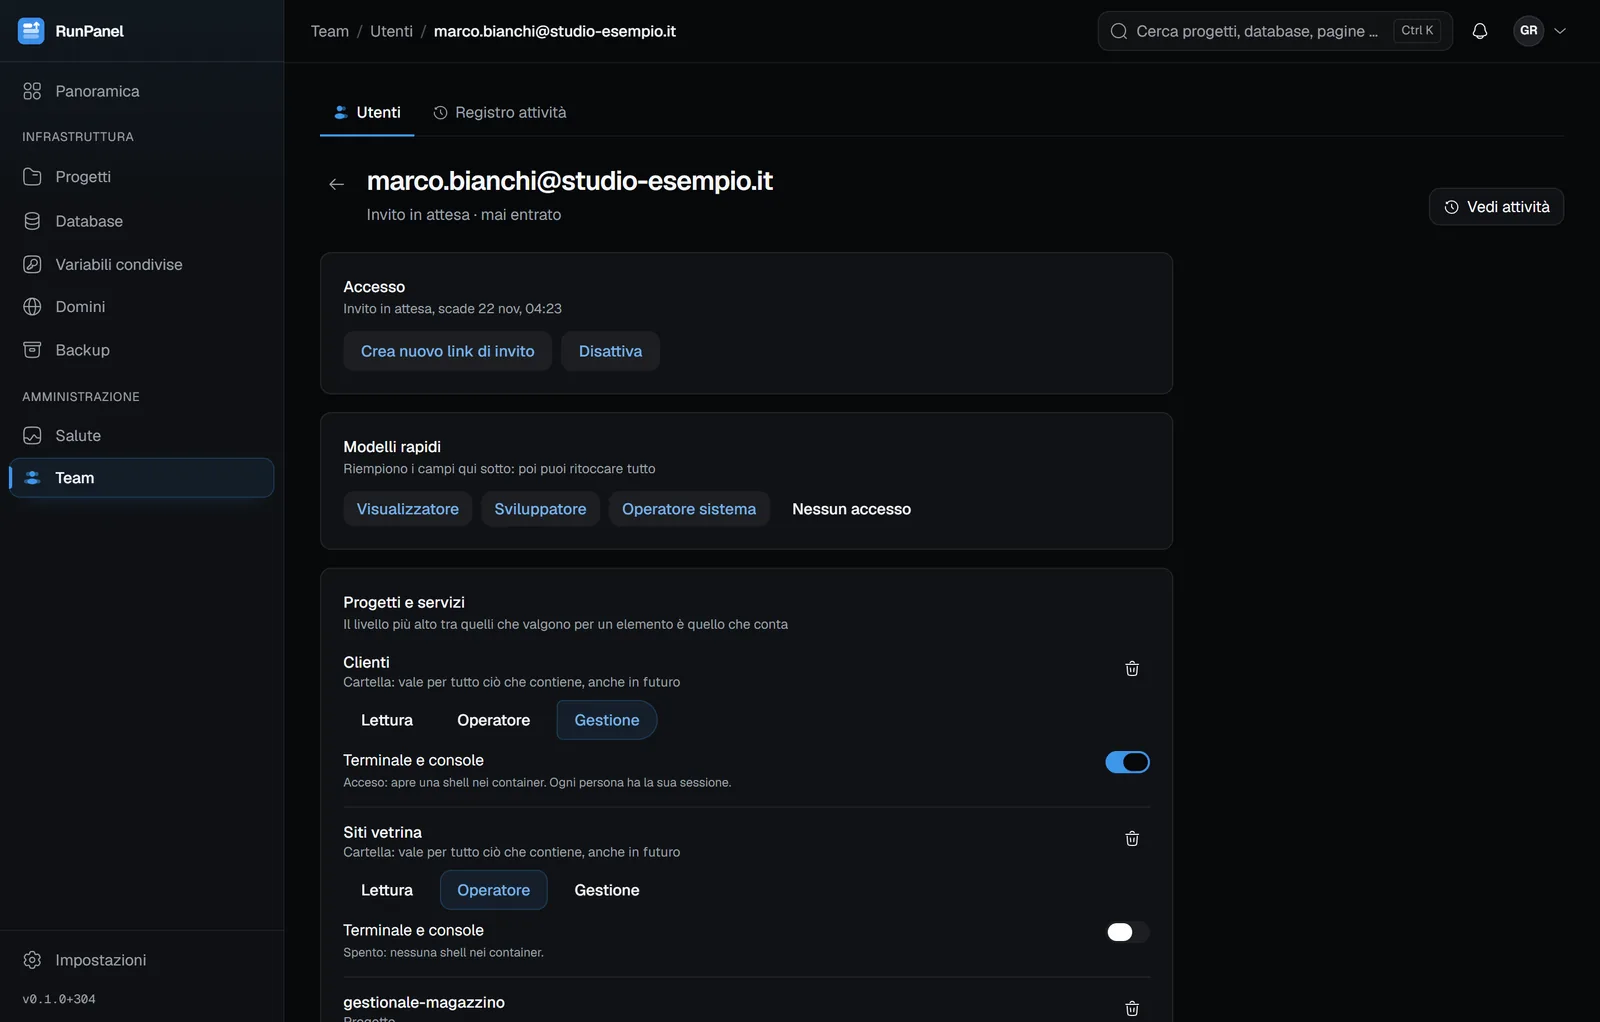 RunPanel
Team / Utenti / marco.bianchi@studio-esempio.it
Cerca progetti, database, pagine ...
Ctrl K
GR
Panoramica
INFRASTRUTTURA
Progetti
Database
Variabili condivise
Domini
Backup
AMMINISTRAZIONE
Salute
Team
Impostazioni
v0.1.0+304
Utenti
Registro attività
marco.bianchi@studio-esempio.it
Invito in attesa · mai entrato
Vedi attività
Accesso
Invito in attesa, scade 22 nov, 04:23
Crea nuovo link di invito
Disattiva
Modelli rapidi
Riempiono i campi qui sotto: poi puoi ritoccare tutto
Visualizzatore
Sviluppatore
Operatore sistema
Nessun accesso
Progetti e servizi
Il livello più alto tra quelli che valgono per un elemento è quello che conta
Clienti
Cartella: vale per tutto ciò che contiene, anche in futuro
Lettura
Operatore
Gestione
Terminale e console
Acceso: apre una shell nei container. Ogni persona ha la sua sessione.
Siti vetrina
Cartella: vale per tutto ciò che contiene, anche in futuro
Lettura
Operatore
Gestione
Terminale e console
Spento: nessuna shell nei container.
gestionale-magazzino
Progetto